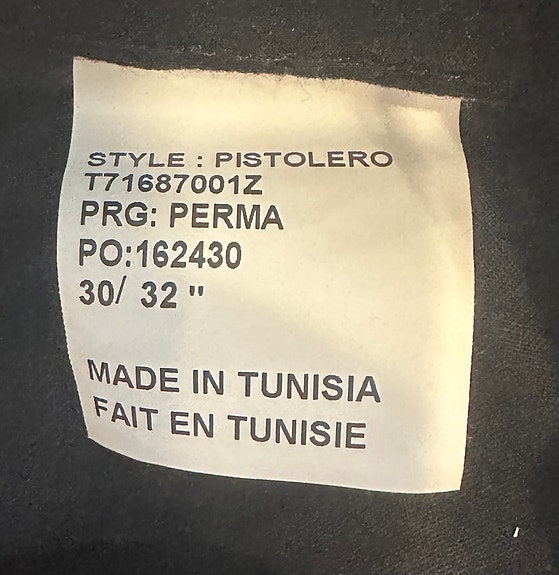 STYLE : PISTOLERO
T71687001Z
PRG: PERMA
PO:162430
30/ 32 "
MADE IN TUNISIA
FAIT EN TUNISIE